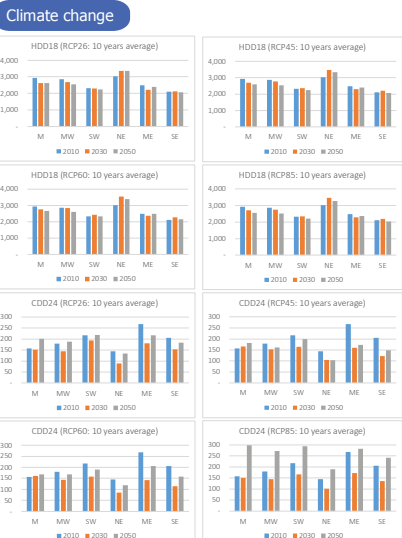 Climate change
HDD18 (RCP26: 10 years average)
4,000
3,000
2,000
1,000
-
M MW SW NE ME SE
2010 2030 2050
HDD18 (RCP45: 10 years average)
4,000
3,000
2,000
1,000
-
M MW SW NE ME SE
2010 2030 2050
HDD18 (RCP60: 10 years average)
4,000
3,000
2,000
1,000
-
M MW SW NE ME SE
2010 2030 2050
HDD18 (RCP85: 10 years average)
4,000
3,000
2,000
1,000
-
M MW SW NE ME SE
2010 2030 2050
CDD24 (RCP26: 10 years average)
300
250
200
150
100
50
-
M MW SW NE ME SE
2010 2030 2050
CDD24 (RCP45: 10 years average)
300
250
200
150
100
50
-
M MW SW NE ME SE
2010 2030 2050
CDD24 (RCP60: 10 years average)
300
250
200
150
100
50
-
M MW SW NE ME SE
2010 2030 2050
CDD24 (RCP85: 10 years average)
300
250
200
150
100
50
-
M MW SW NE ME SE
2010 2030 2050